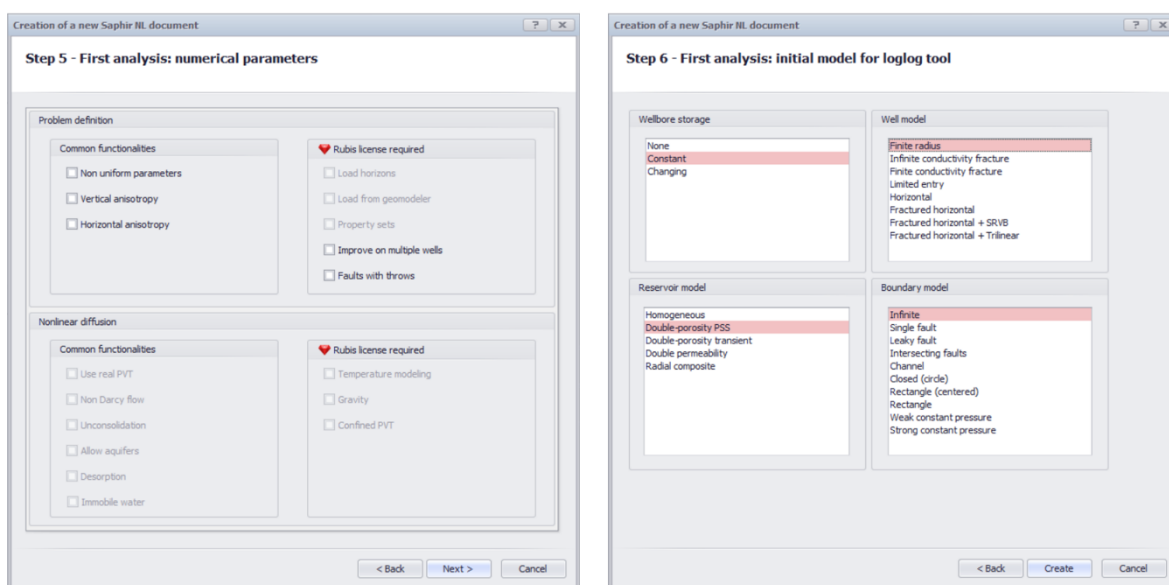 Creation of a new Saphir NL document
Step 5 - First analysis: numerical parameters
Problem definition
Common functionalities
Non uniform parameters
Vertical anisotropy
Horizontal anisotropy
Rubis license required
Load horizons
Load from geomodeler
Property sets
Improve on multiple wells
Faults with throws
Nonlinear diffusion
Common functionalities
Use real PVT
Non Darcy flow
Unconsolidation
Allow aquifers
Desorption
Immobile water
Rubis license required
Temperature modeling
Gravity
Confined PVT
< Back
Next >
Cancel
Creation of a new Saphir NL document
Step 6 - First analysis: initial model for loglog tool
Wellbore storage
None
Constant
Changing
Well model
Finite radius
Infinite conductivity fracture
Finite conductivity fracture
Limited entry
Horizontal
Fractured horizontal
Fractured horizontal + SRVB
Fractured horizontal + Trilinear
Reservoir model
Homogeneous
Double-porosity PSS
Double-porosity transient
Double permeability
Radial composite
Boundary model
Infinite
Single fault
Leaky fault
Intersecting faults
Channel
Closed (circle)
Rectangle (centered)
Rectangle
Weak constant pressure
Strong constant pressure
< Back
Create
Cancel